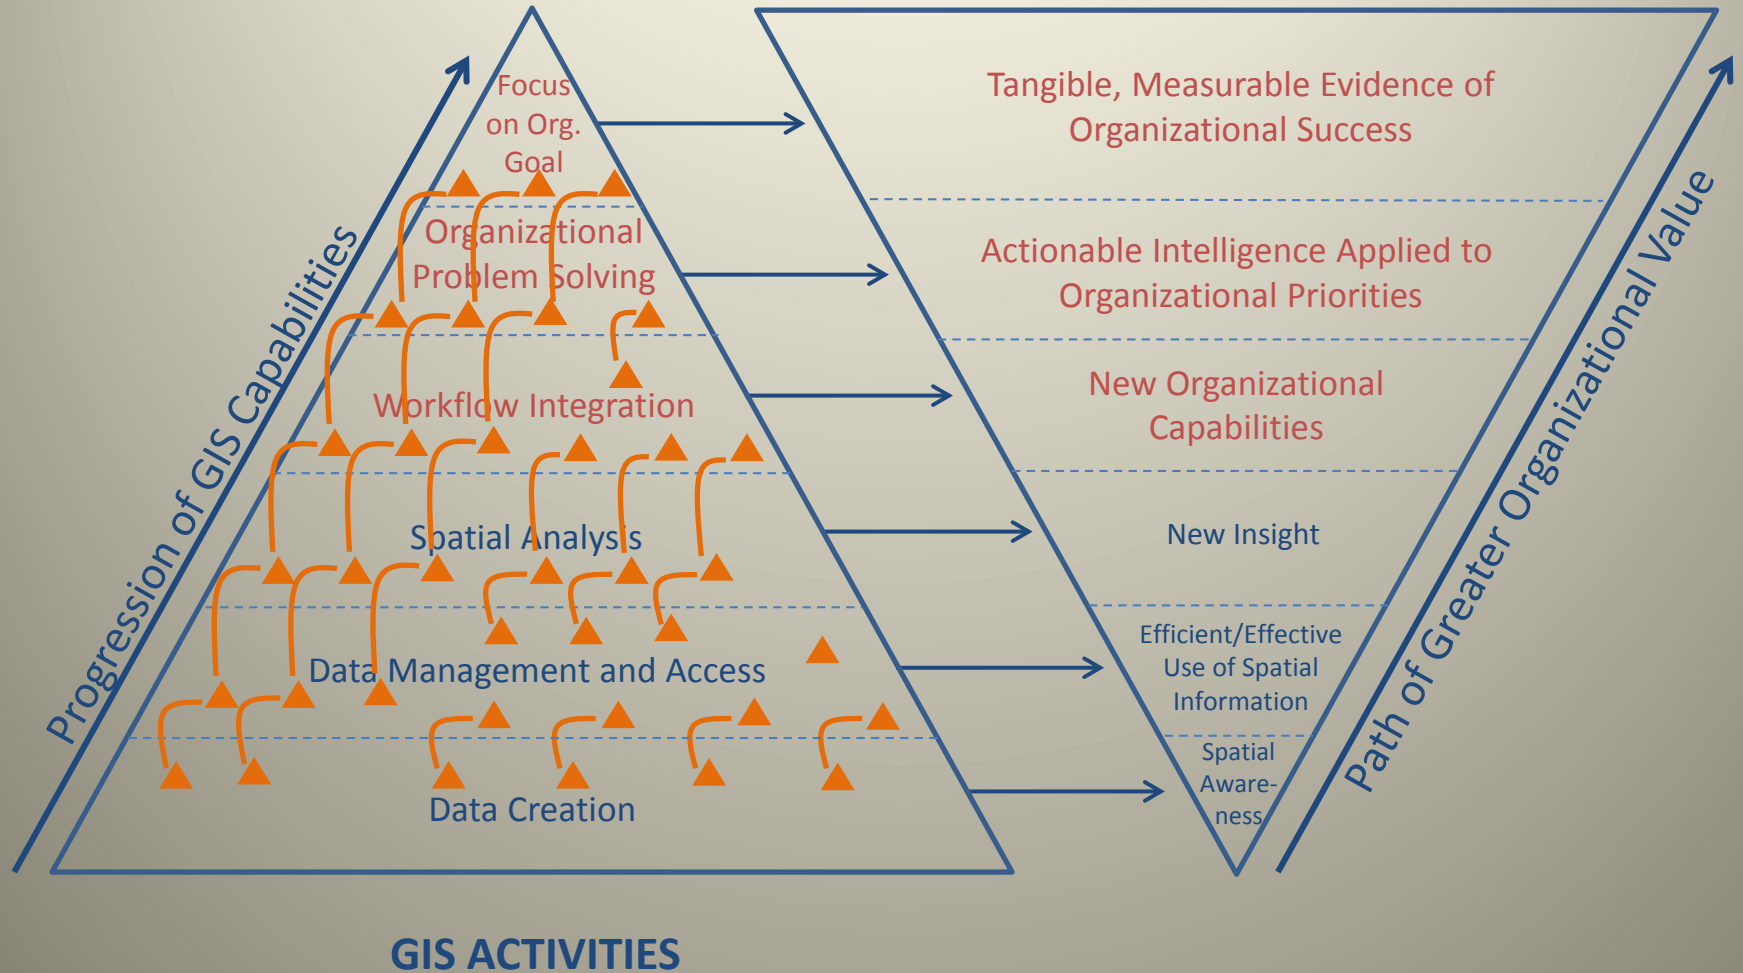 Progression of GIS Capabilities
Focus
on Org.
Goal
Organizational
Problem Solving
Workflow Integration
Spatial Analysis
Data Management and Access
Data Creation
GIS ACTIVITIES
Tangible, Measurable Evidence of
Organizational Success
Actionable Intelligence Applied to
Organizational Priorities
New Organizational
Capabilities
New Insight
Efficient/Effective
Use of Spatial
Information
Spatial
Aware-
ness
Path of Greater Organizational Value